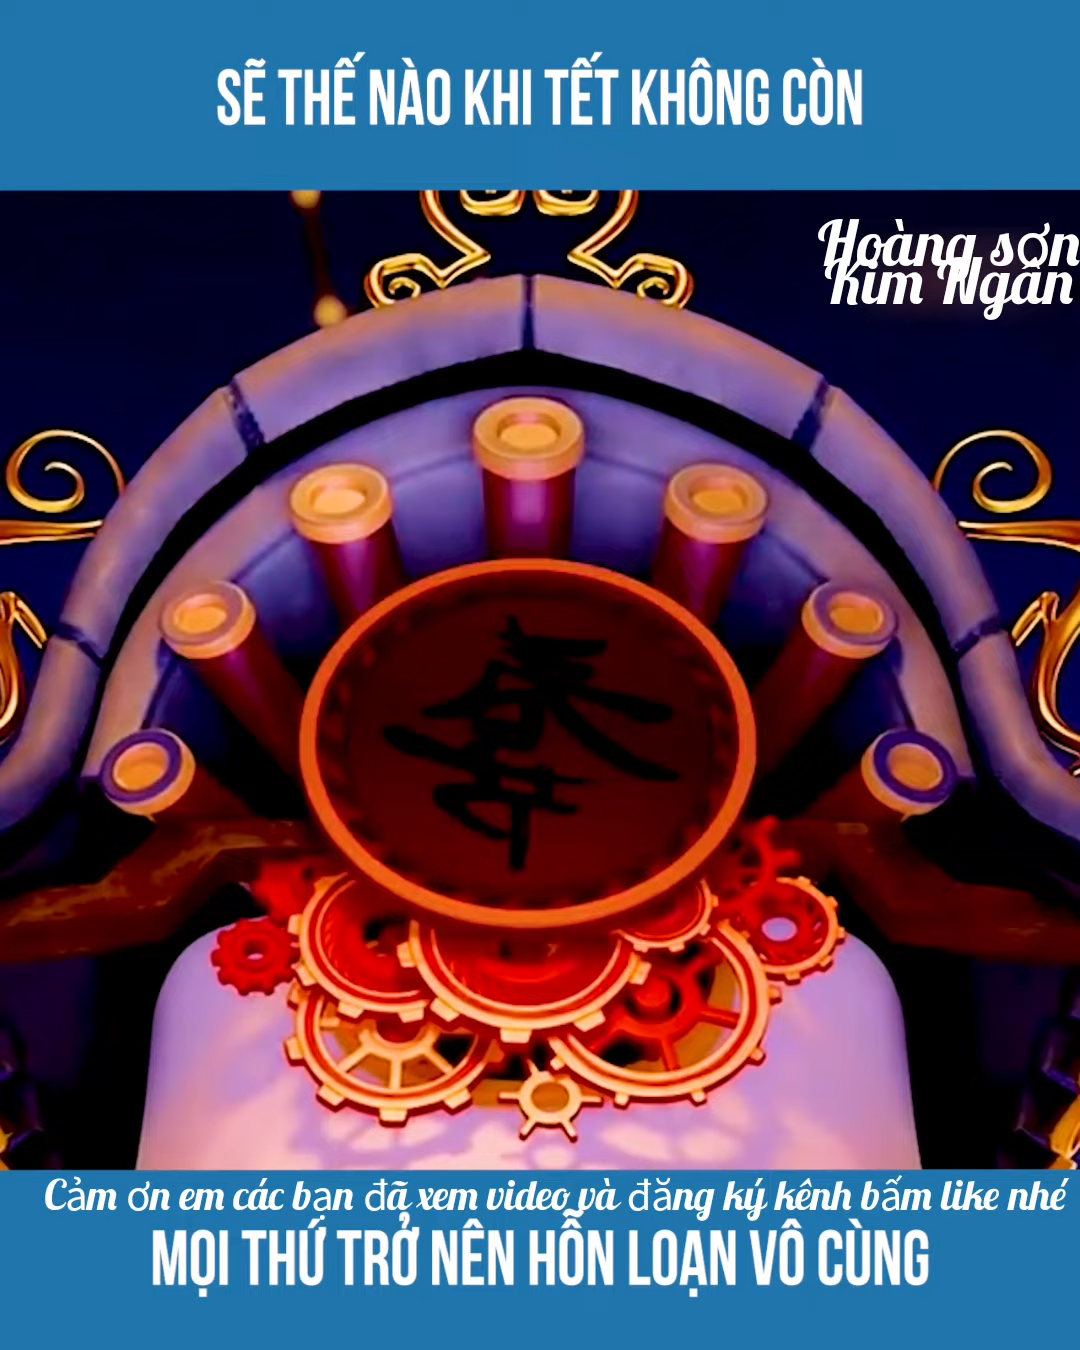 SẼ THẾ NÀO KHI TẾT KHÔNG CÒN
Hoàng sơn
Kim Ngân
Cảm ơn em các bạn đã xem video và đăng ký kênh bấm like nhé
MỌI THỨ TRỞ NÊN HỖN LOẠN VÔ CÙNG